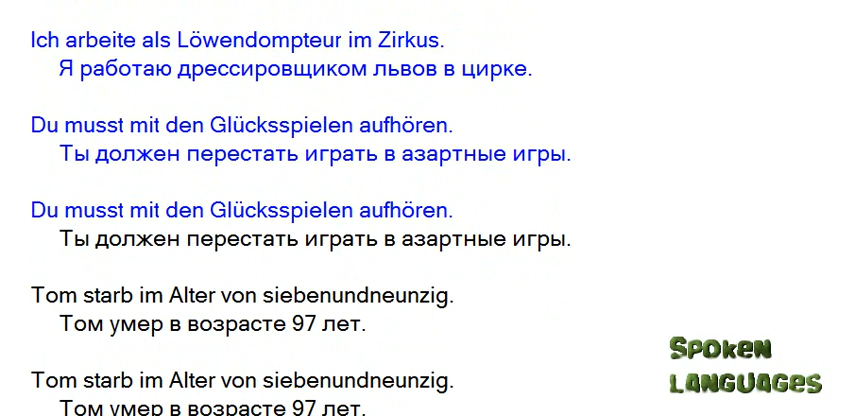 Ich arbeite als Löwendompteur im Zirkus.
Я работаю дрессировщиком львов в цирке.
Du musst mit den Glücksspielen aufhören.
Ты должен перестать играть в азартные игры.
Du musst mit den Glücksspielen aufhören.
Ты должен перестать играть в азартные игры.
Tom starb im Alter von siebenundneunzig.
Том умер в возрасте 97 лет.
Tom starb im Alter von siebenundneunzig.
Том умер в возрасте 97 лет.
Spoken
Languages